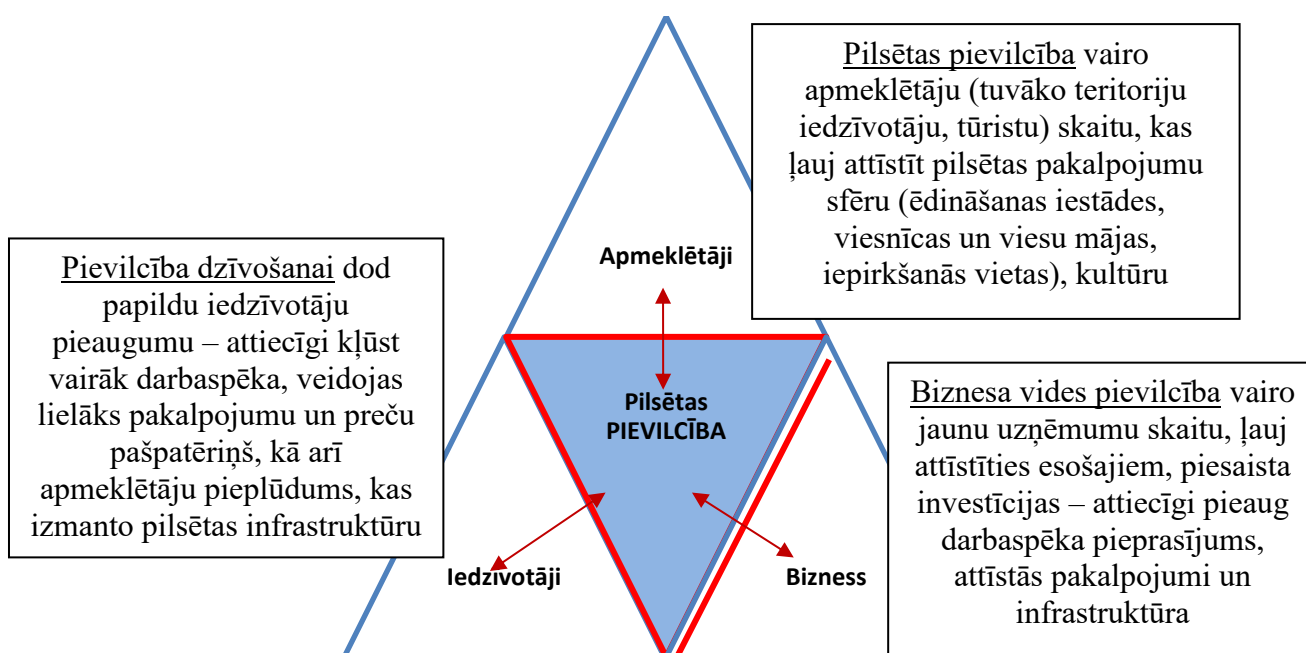 Pilsētas pievilcība vairo
apmeklētāju (tuvāko teritoriju
iedzīvotāju, tūristu) skaitu, kas
ļauj attīstīt pilsētas pakalpojumu
sfēru (ēdināšanas iestādes,
viesnīcas un viesu mājas,
iepirkšanās vietas), kultūru
Pievilcība dzīvošanai dod
papildu iedzīvotāju
pieaugumu – attiecīgi kļūst
vairāk darbaspēka, veidojas
lielāks pakalpojumu un preču
pašpatēriņš, kā arī
apmeklētāju pieplūdums, kas
izmanto pilsētas infrastruktūru
Apmeklētāji
Pilsētas
PIEVILCĪBA
Iedzīvotāji
Bizness
Biznesa vides pievilcība vairo
jaunu uzņēmumu skaitu, ļauj
attīstīties esošajiem, piesaista
investīcijas – attiecīgi pieaug
darbaspēka pieprasījums,
attīstās pakalpojumi un
infrastruktūra